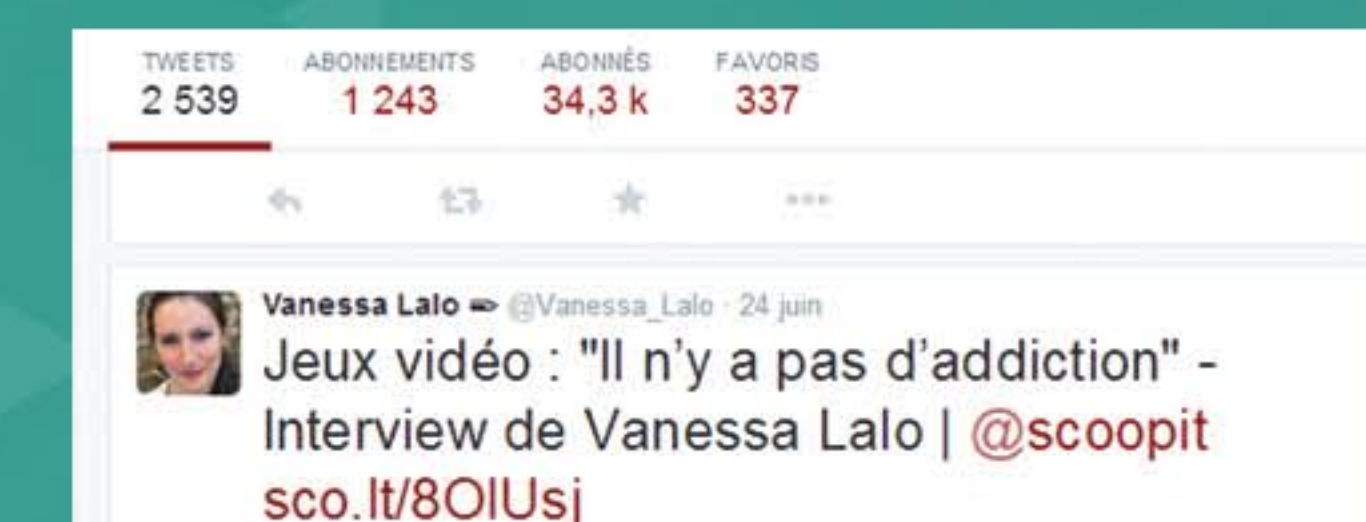 TWEETS ABONNEMENTS ABONNÉS FAVORIS
2 539 1 243 34,3 k 337
Vanessa Lalo ✏ @Vanessa_Lalo · 24 juin
Jeux vidéo : "Il n'y a pas d'addiction" -
Interview de Vanessa Lalo | @scoopit
sco.lt/8OlUsj